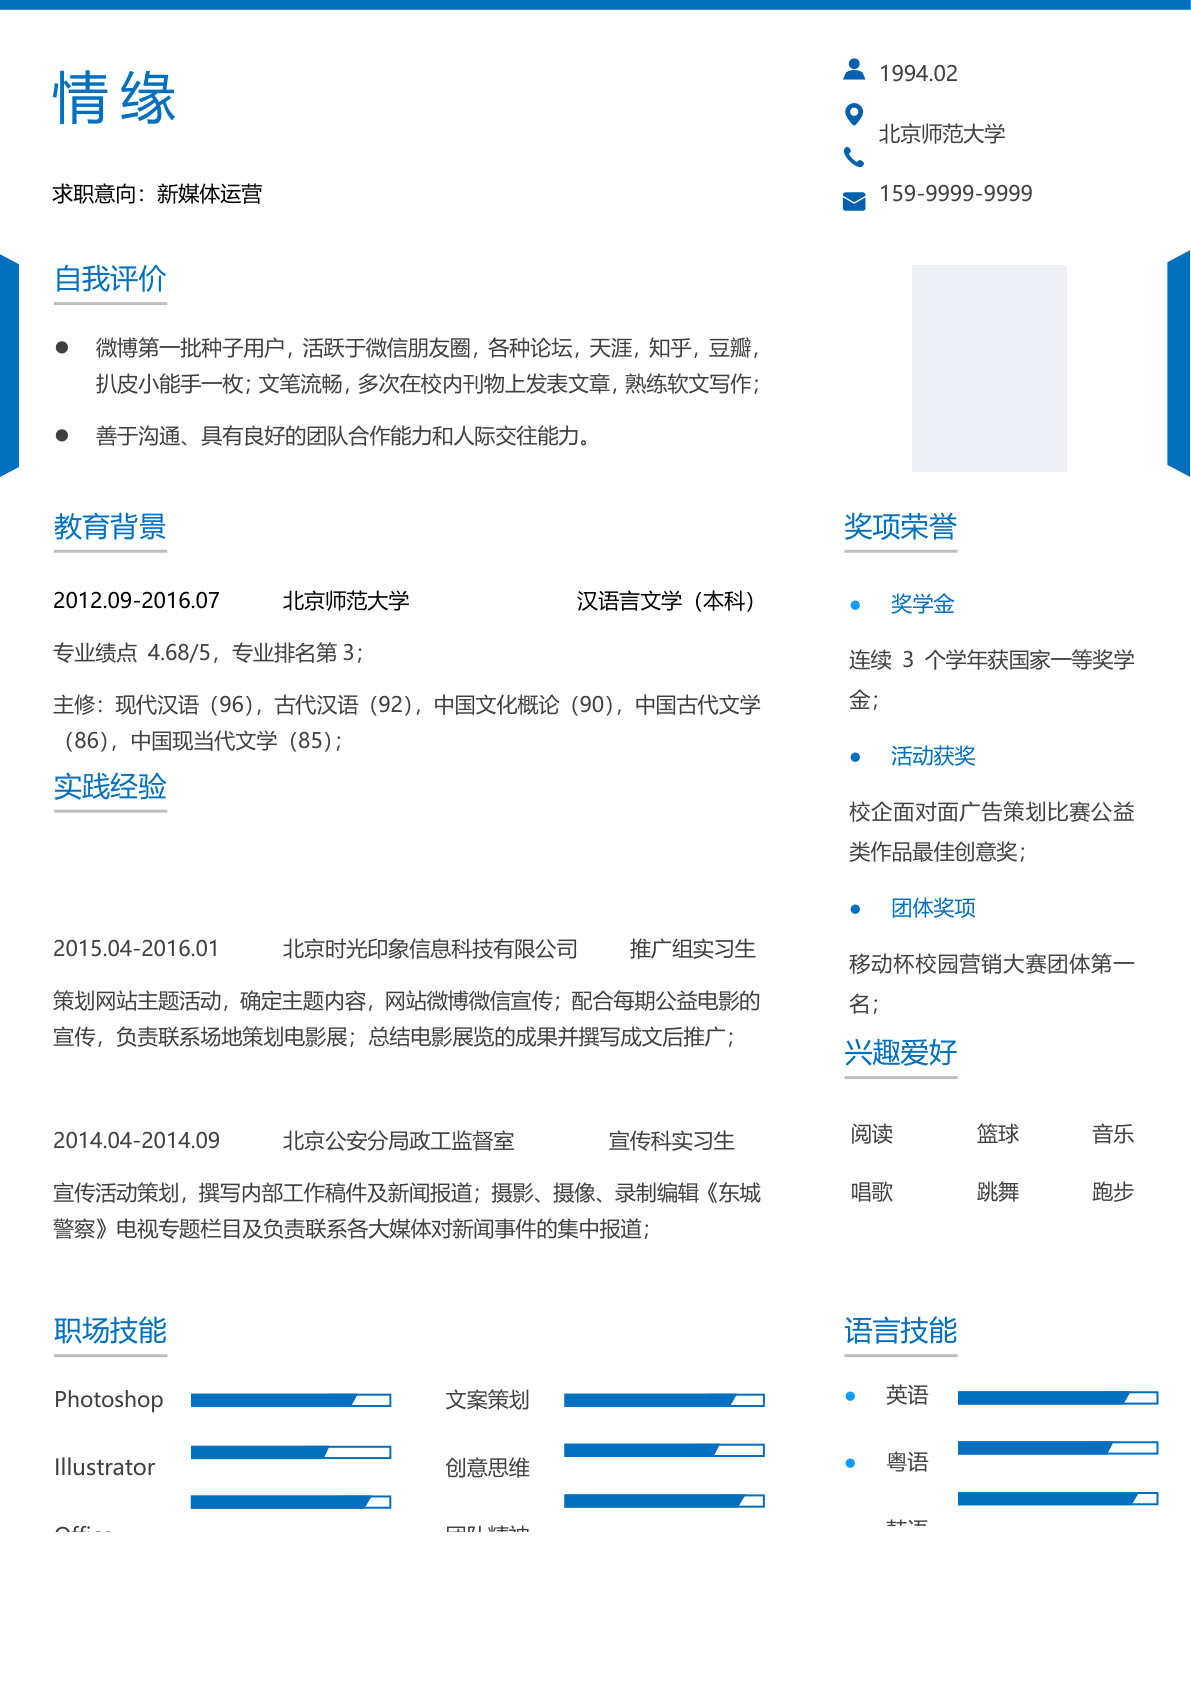 情缘
求职意向：新媒体运营
1994.02
北京师范大学
159-9999-9999
自我评价
● 微博第一批种子用户，活跃于微信朋友圈，各种论坛，天涯，知乎，豆瓣，
扒皮小能手一枚；文笔流畅，多次在校内刊物上发表文章，熟练软文写作；
● 善于沟通、具有良好的团队合作能力和人际交往能力。
教育背景
2012.09-2016.07 北京师范大学 汉语言文学（本科）
专业绩点 4.68/5，专业排名第 3；
主修：现代汉语（96），古代汉语（92），中国文化概论（90），中国古代文学
（86），中国现当代文学（85）；
实践经验
2015.04-2016.01 北京时光印象信息科技有限公司 推广组实习生
策划网站主题活动，确定主题内容，网站微博微信宣传；配合每期公益电影的
宣传，负责联系场地策划电影展；总结电影展览的成果并撰写成文后推广；
2014.04-2014.09 北京公安分局政工监督室 宣传科实习生
宣传活动策划，撰写内部工作稿件及新闻报道；摄影、摄像、录制编辑《东城
警察》电视专题栏目及负责联系各大媒体对新闻事件的集中报道；
奖项荣誉
● 奖学金
连续 3 个学年获国家一等奖学
金；
● 活动获奖
校企面对面广告策划比赛公益
类作品最佳创意奖；
● 团体奖项
移动杯校园营销大赛团体第一
名；
兴趣爱好
阅读 篮球 音乐
唱歌 跳舞 跑步
职场技能
Photoshop 文案策划
Illustrator 创意思维
Office 团队精神
语言技能
● 英语
● 粤语
韩语